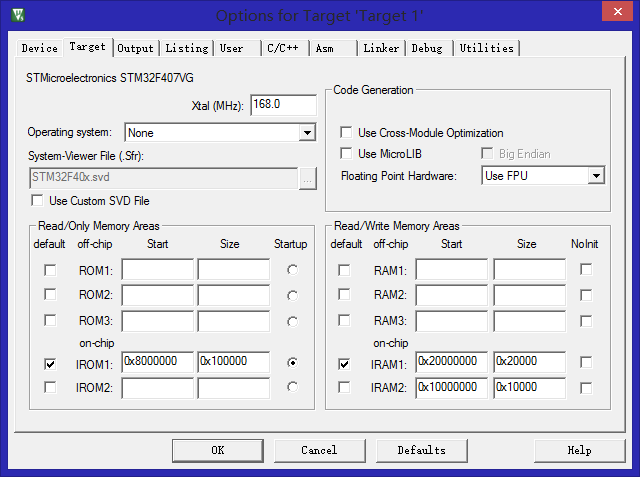 Options for Target 'Target 1'
Device Target Output Listing User C/C++ Asm Linker Debug Utilities
STMicroelectronics STM32F407VG
Xtal (MHz): 168.0
Operating system: None
System-Viewer File (.Sfr):
STM32F40x.svd ...
Use Custom SVD File
Code Generation
Use Cross-Module Optimization
Use MicroLIB Big Endian
Floating Point Hardware: Use FPU
Read/Only Memory Areas
default off-chip Start Size Startup
ROM1:
ROM2:
ROM3:
on-chip
IROM1: 0x8000000 0x100000
IROM2:
Read/Write Memory Areas
default off-chip Start Size NoInit
RAM1:
RAM2:
RAM3:
on-chip
IRAM1: 0x20000000 0x20000
IRAM2: 0x10000000 0x10000
OK Cancel Defaults Help